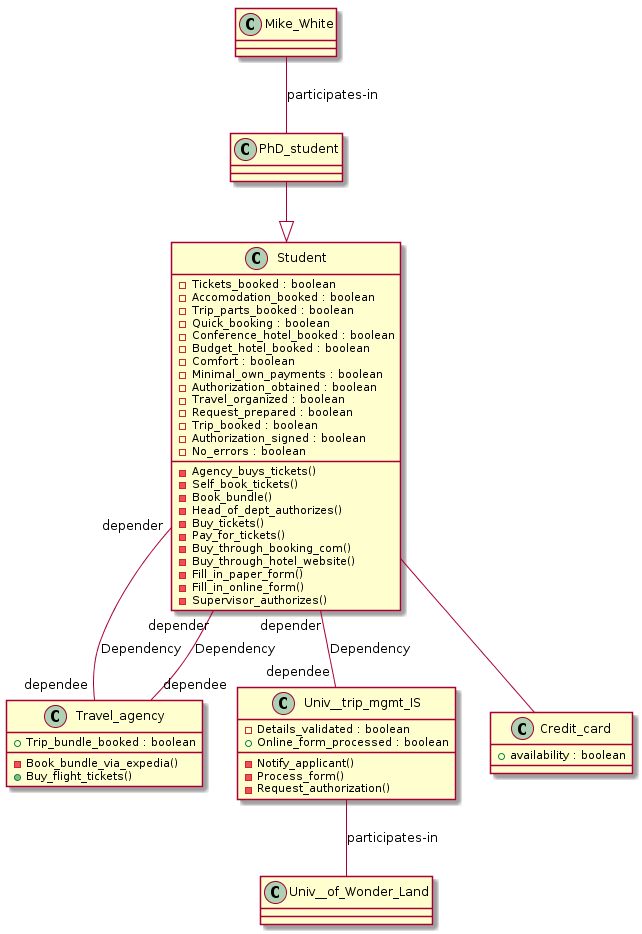 C Mike_White
participates-in
C PhD_student
C Student
Tickets_booked : boolean
Accomodation_booked : boolean
Trip_parts_booked : boolean
Quick_booking : boolean
Conference_hotel_booked : boolean
Budget_hotel_booked : boolean
Comfort : boolean
Minimal_own_payments : boolean
Authorization_obtained : boolean
Travel_organized : boolean
Request_prepared : boolean
Trip_booked : boolean
Authorization_signed : boolean
No_errors : boolean
Agency_buys_tickets()
Self_book_tickets()
Book_bundle()
Head_of_dept_authorizes()
Buy_tickets()
Pay_for_tickets()
Buy_through_booking_com()
Buy_through_hotel_website()
Fill_in_paper_form()
Fill_in_online_form()
Supervisor_authorizes()
depender
depender
depender
Dependency
Dependency
Dependency
dependee
dependee
dependee
C Travel_agency
Trip_bundle_booked : boolean
Book_bundle_via_expedia()
Buy_flight_tickets()
C Univ__trip_mgmt_IS
Details_validated : boolean
Online_form_processed : boolean
Notify_applicant()
Process_form()
Request_authorization()
C Credit_card
availability : boolean
participates-in
C Univ__of_Wonder_Land